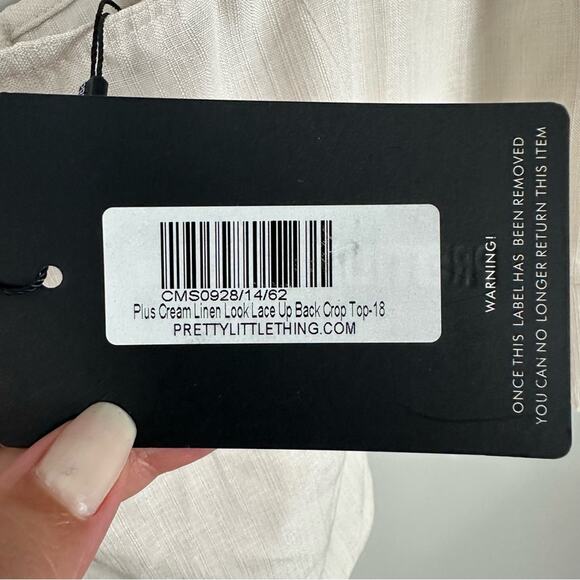 CMS0928/14/62
Plus Cream Linen Look Lace Up Back Crop Top-18
PRETTYLITTLETHING.COM
WARNING!
ONCE THIS LABEL HAS BEEN REMOVED
YOU CAN NO LONGER RETURN THIS ITEM